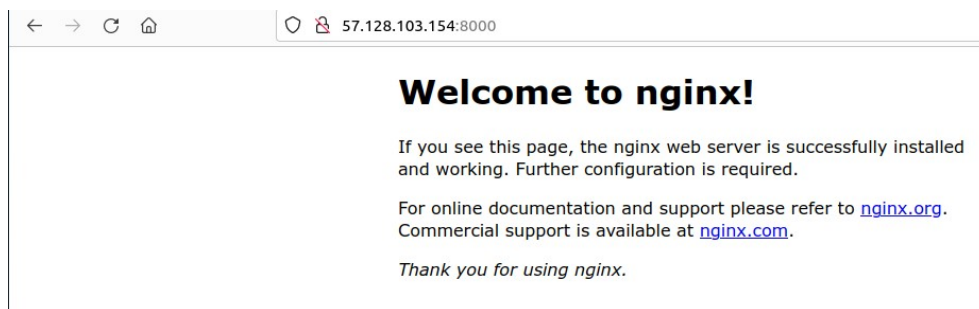 57.128.103.154:8000
Welcome to nginx!
If you see this page, the nginx web server is successfully installed
and working. Further configuration is required.
For online documentation and support please refer to nginx.org.
Commercial support is available at nginx.com.
Thank you for using nginx.